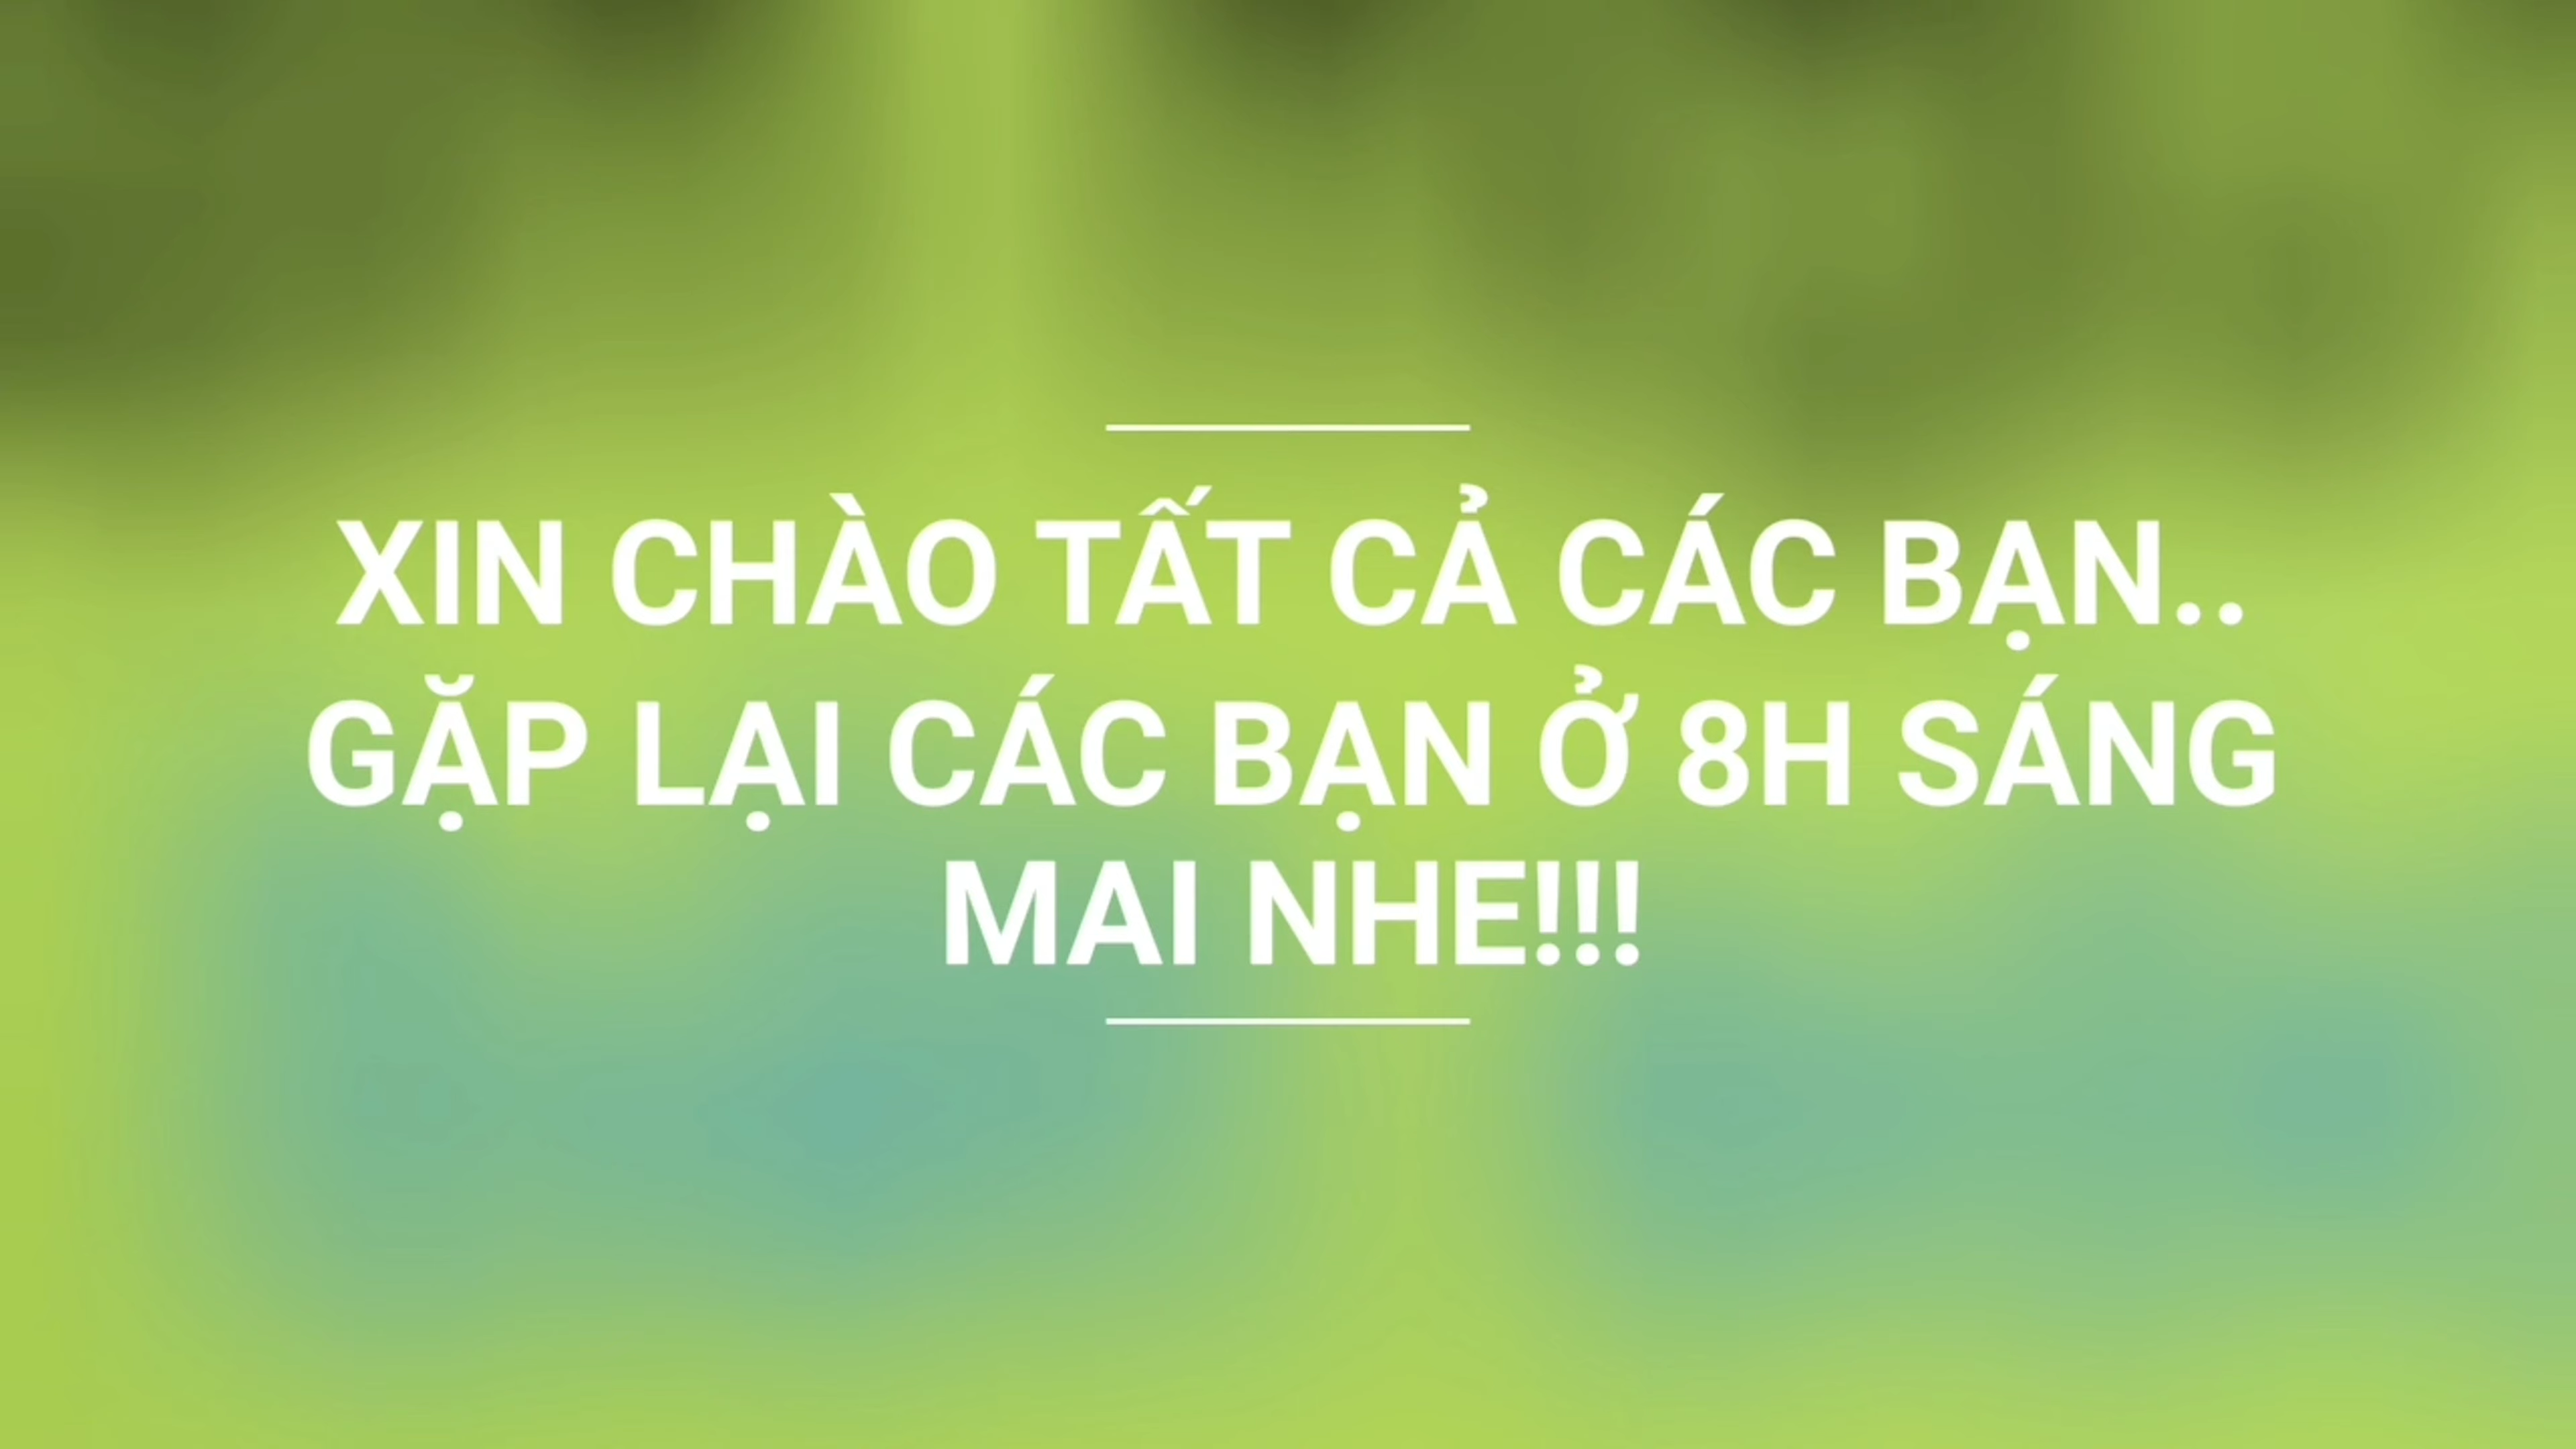 XIN CHÀO TẤT CẢ CÁC BẠN..
GẶP LẠI CÁC BẠN Ở 8H SÁNG
MAI NHE!!!